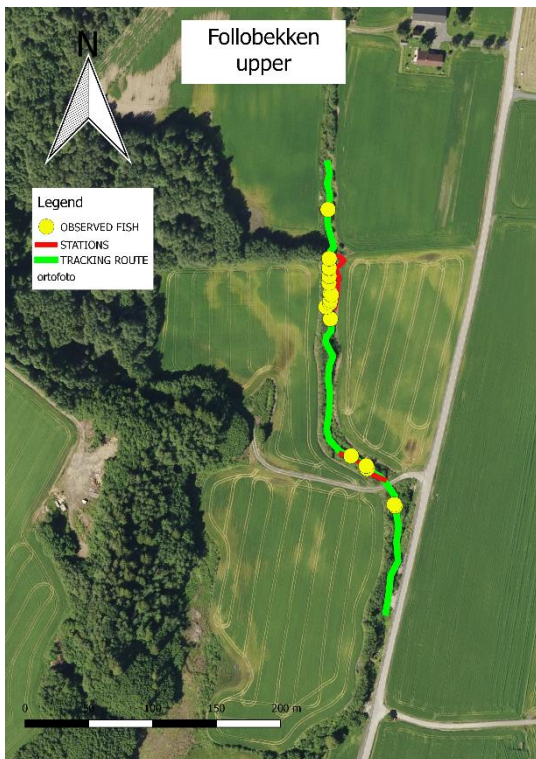 Follobekken
upper
N
Legend
OBSERVED FISH
STATIONS
TRACKING ROUTE
ortofoto
0 50 100 150 200 m